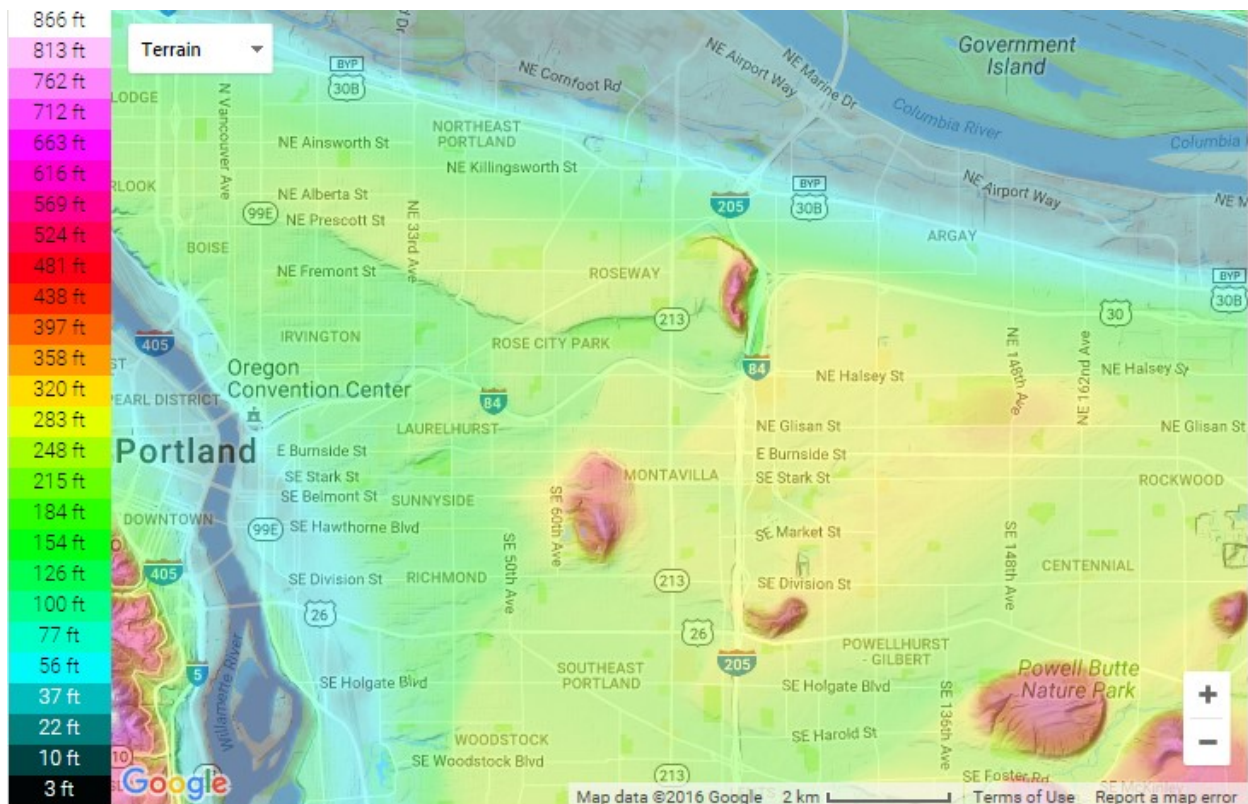 866 ft
813 ft
762 ft
712 ft
663 ft
616 ft
569 ft
524 ft
481 ft
438 ft
397 ft
358 ft
320 ft
283 ft
248 ft
215 ft
184 ft
154 ft
126 ft
100 ft
77 ft
56 ft
37 ft
22 ft
10 ft
3 ft
Terrain
Government
Island
BYP
30B
NE Cornfoot Rd
NE Airport Way
NE Marine Dr
Columbia River
Columbia
LODGE
N Vancouver Ave
NORTHEAST
PORTLAND
NE Ainsworth St
NE Killingsworth St
BYP
30B
NE Airport Way
RLOOK
NE Alberta St
99E
NE Prescott St
NE 33rd Ave
205
NE M
BOISE
ARGAY
NE Fremont St
ROSEWAY
BYP
30B
30
213
405
IRVINGTON
ROSE CITY PARK
NE 148th Ave
NE 162nd Ave
ST
Oregon
Convention Center
84
84
NE Halsey St
NE Halsey St
PEARL DISTRICT
LAURELHURST
NE Glisan St
NE Glisan St
Portland
E Burnside St
E Burnside St
SE Stark St
MONTAVILLA
SE Stark St
ROCKWOOD
SE Belmont St
SUNNYSIDE
SE 60th Ave
DOWNTOWN
99E
SE Hawthorne Blvd
SE Market St
SE 50th Ave
SE 148th Ave
405
SE Division St
RICHMOND
213
SE Division St
CENTENNIAL
26
26
POWELLHURST
- GILBERT
205
5
Willamette River
SE Holgate Blvd
SOUTHEAST
PORTLAND
SE Holgate Blvd
SE 136th Ave
Powell Butte
Nature Park
+
−
SE Harold St
WOODSTOCK
SE Woodstock Blvd
10
213
SE Foster Rd
SE McKinley
Google
Map data ©2016 Google
2 km
Terms of Use
Report a map error